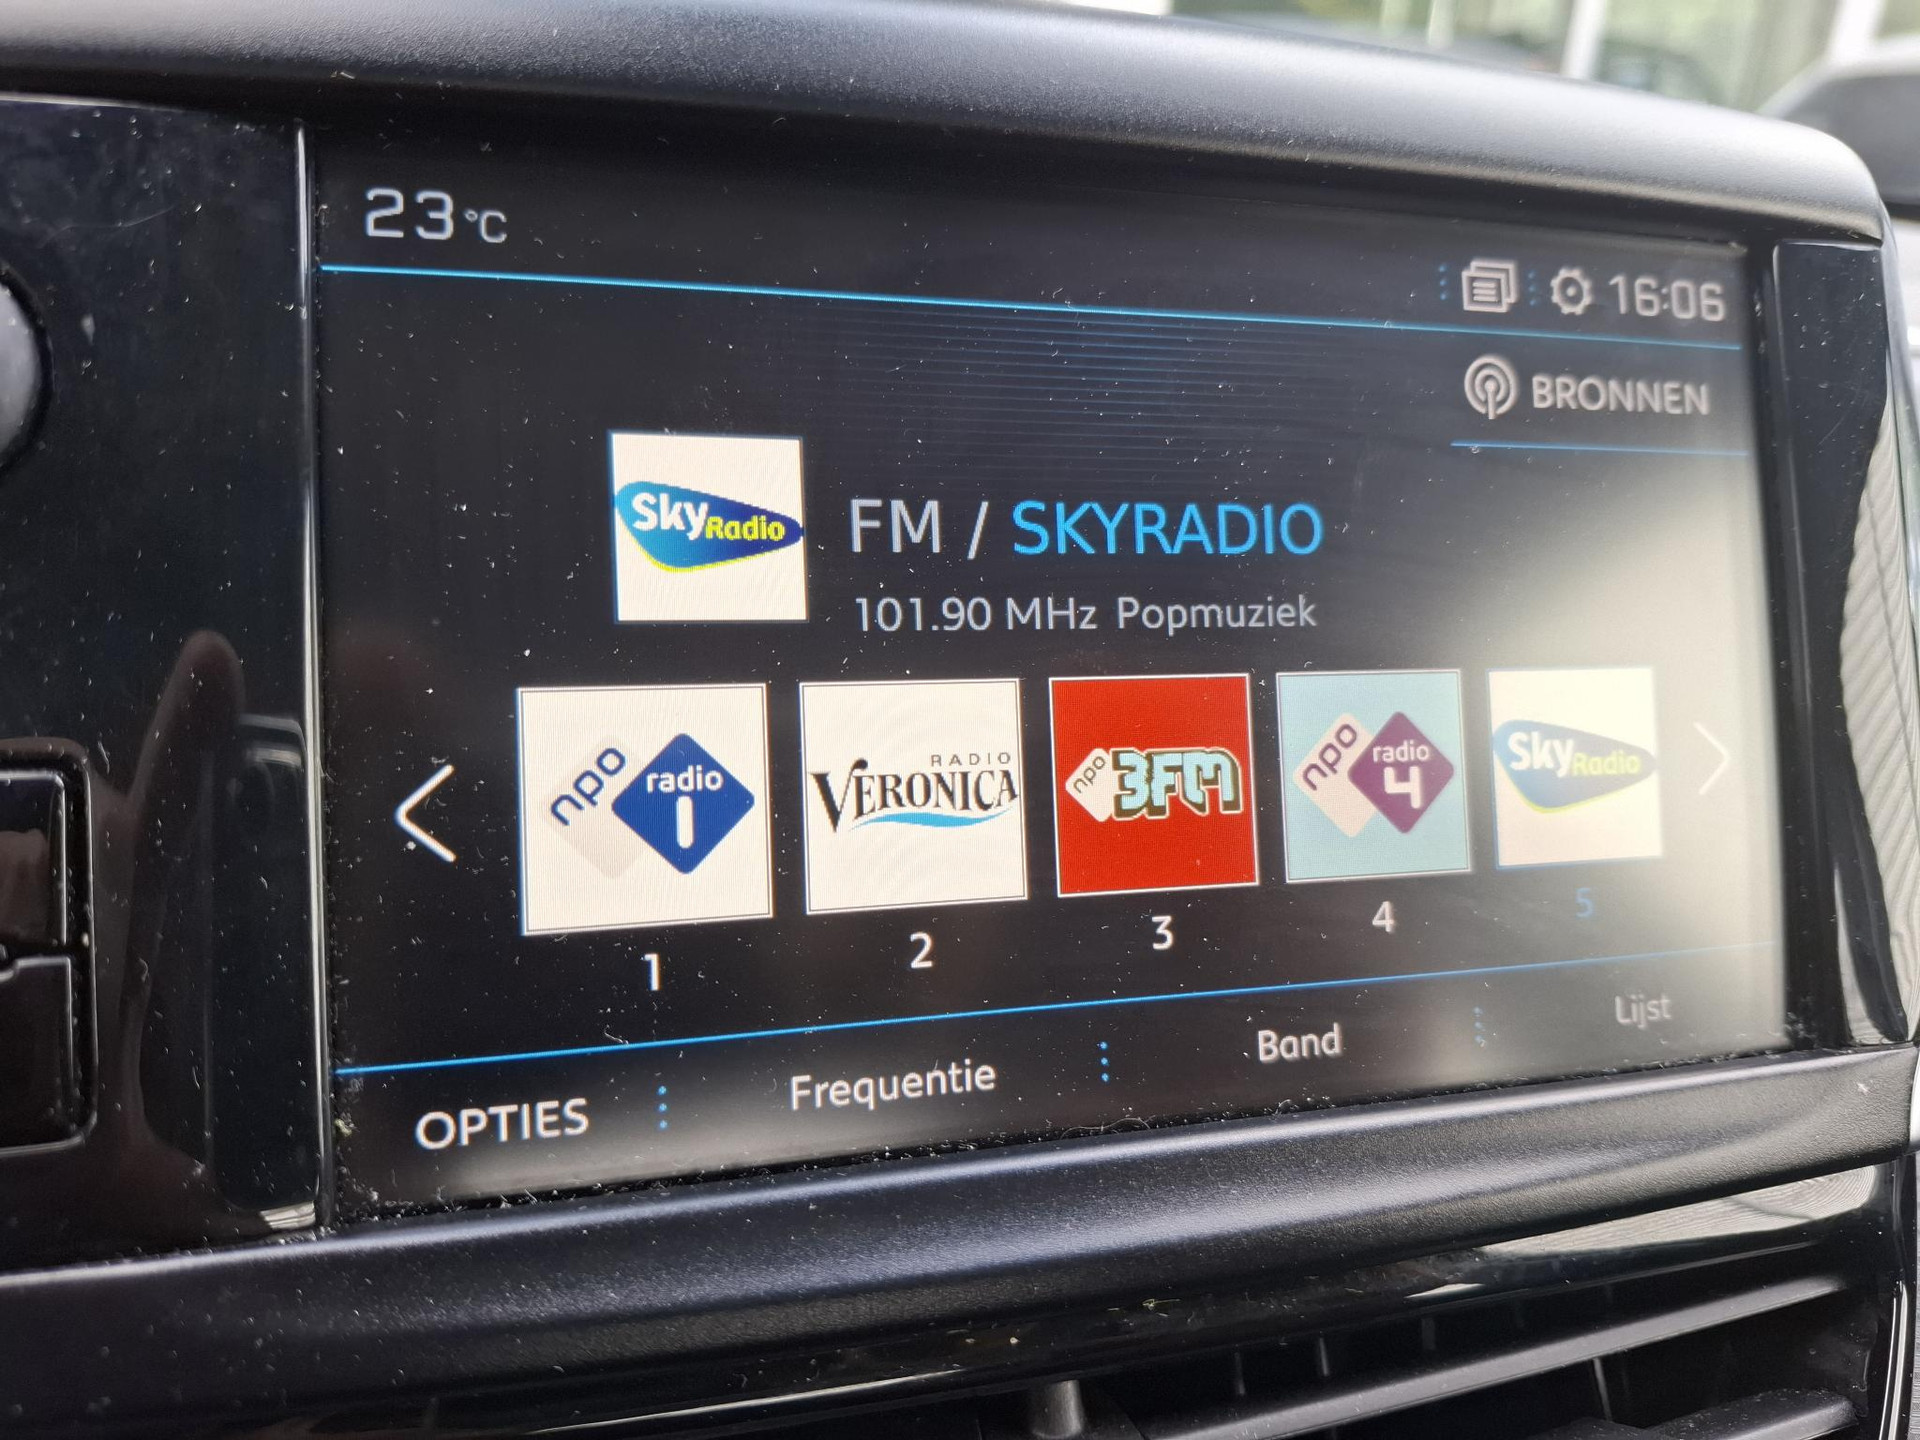 23 °C
16:06
BRONNEN
Sky Radio
FM / SKYRADIO
101.90 MHz Popmuziek
npo radio 1
RADIO VERONICA
npo 3FM
npo radio 4
Sky Radio
1 2 3 4 5
OPTIES Frequentie Band Lijst